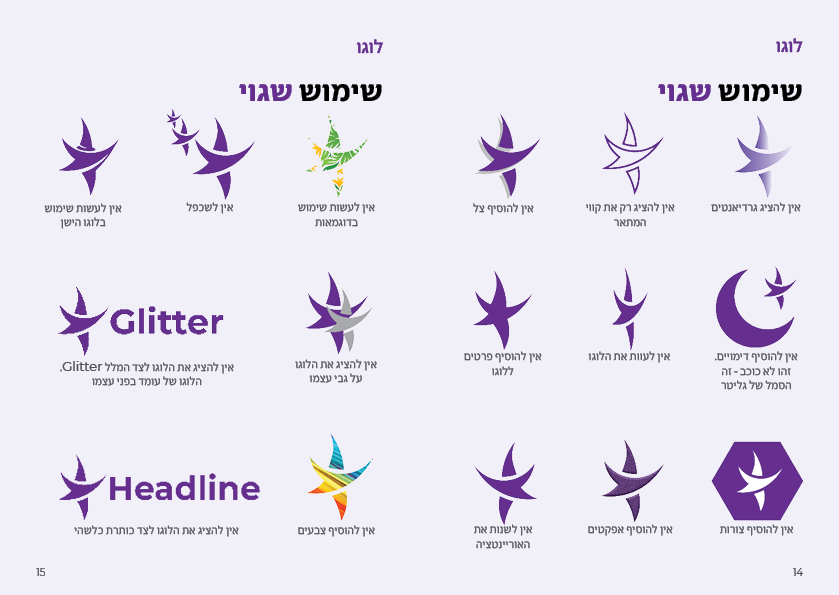 לוגו
שימוש שגוי
אין להציג גרדיאנטים
אין להציג רק את קווי
המתאר
אין להוסיף צל
אין להוסיף דימויים.
זהו לא כוכב - זה
הסמל של גליטר
אין לעוות את הלוגו
אין להוסיף פרטים
ללוגו
אין להוסיף צורות
אין להוסיף אפקטים
אין לשנות את
האוריינטציה
14
לוגו
שימוש שגוי
אין לעשות שימוש
בדוגמאות
אין לשכפל
אין לעשות שימוש
בלוגו הישן
אין להציג את הלוגו
על גבי עצמו
Glitter
אין להציג את הלוגו לצד המלל Glitter.
הלוגו של עומד בפני עצמו
אין להוסיף צבעים
Headline
אין להציג את הלוגו לצד כותרת כלשהי
15